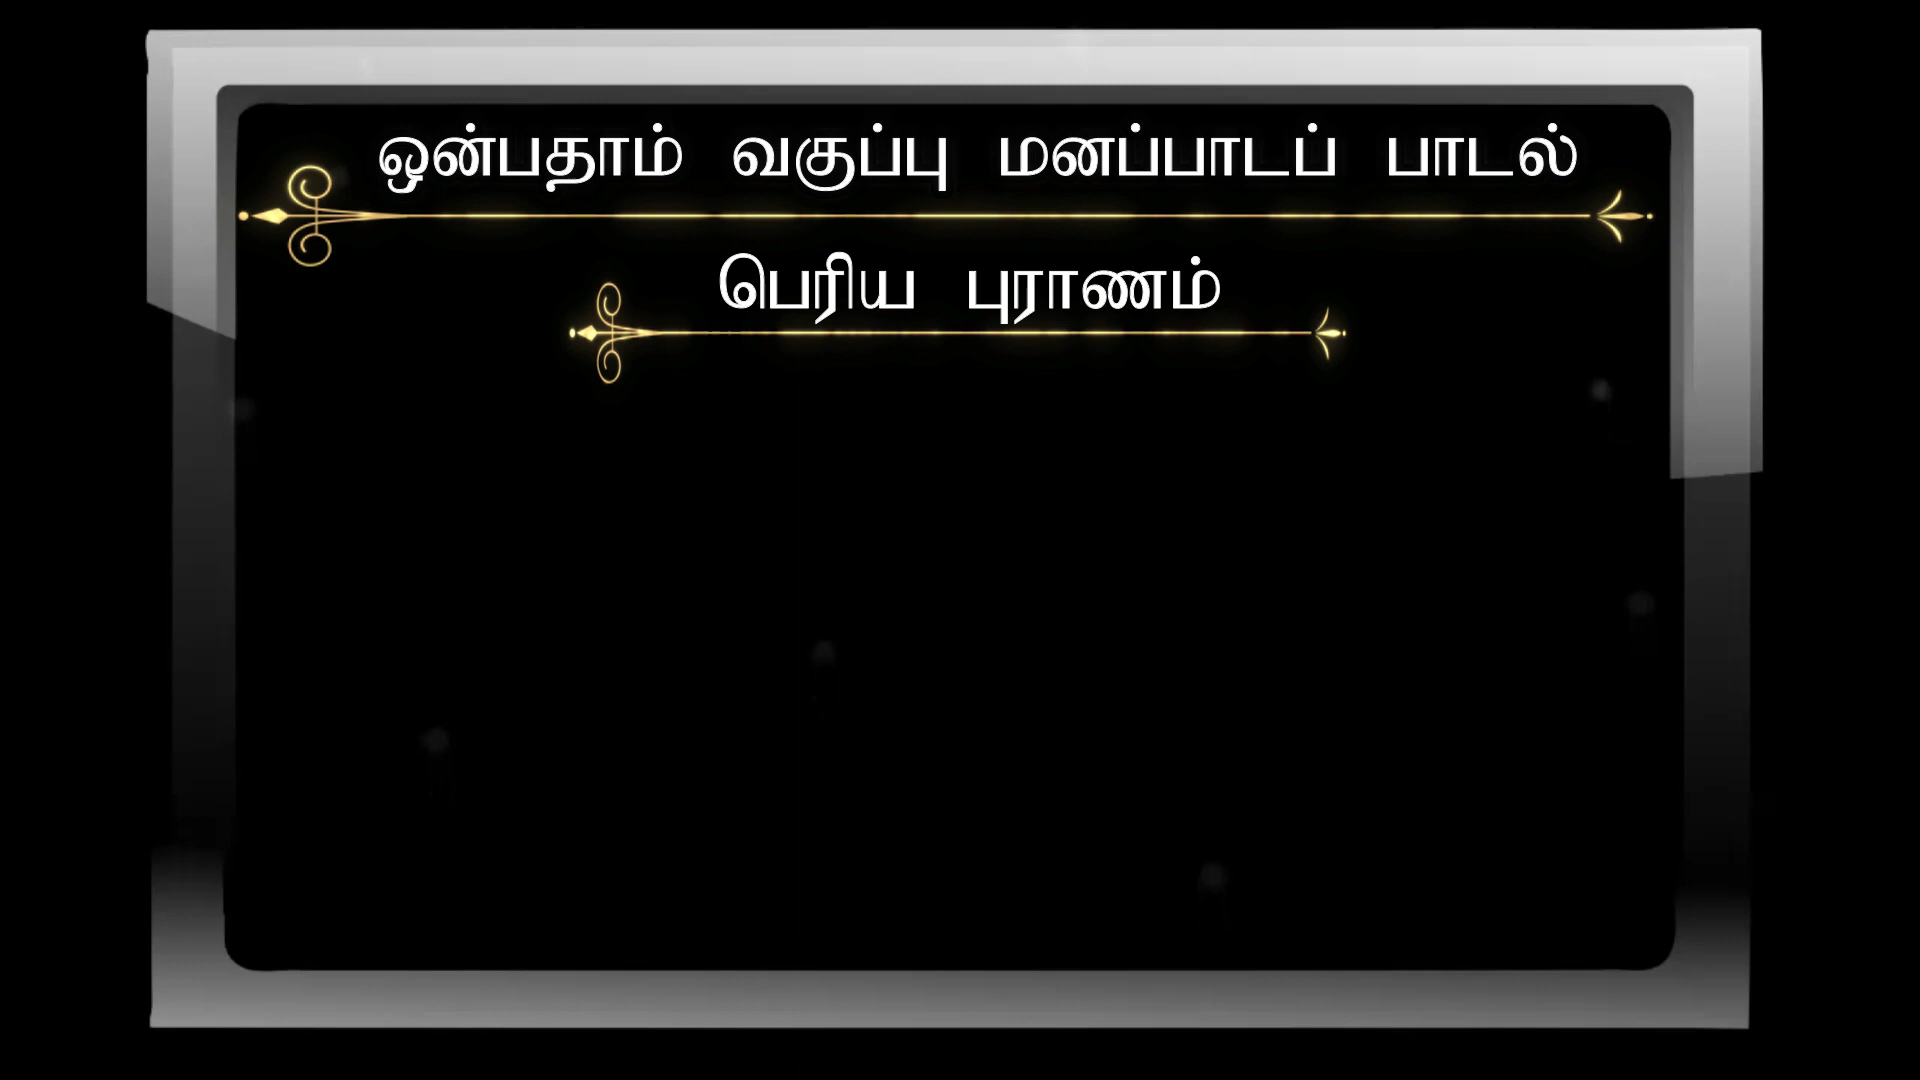 ஒன்பதாம் வகுப்பு மனப்பாடப் பாடல்
பெரிய புராணம்